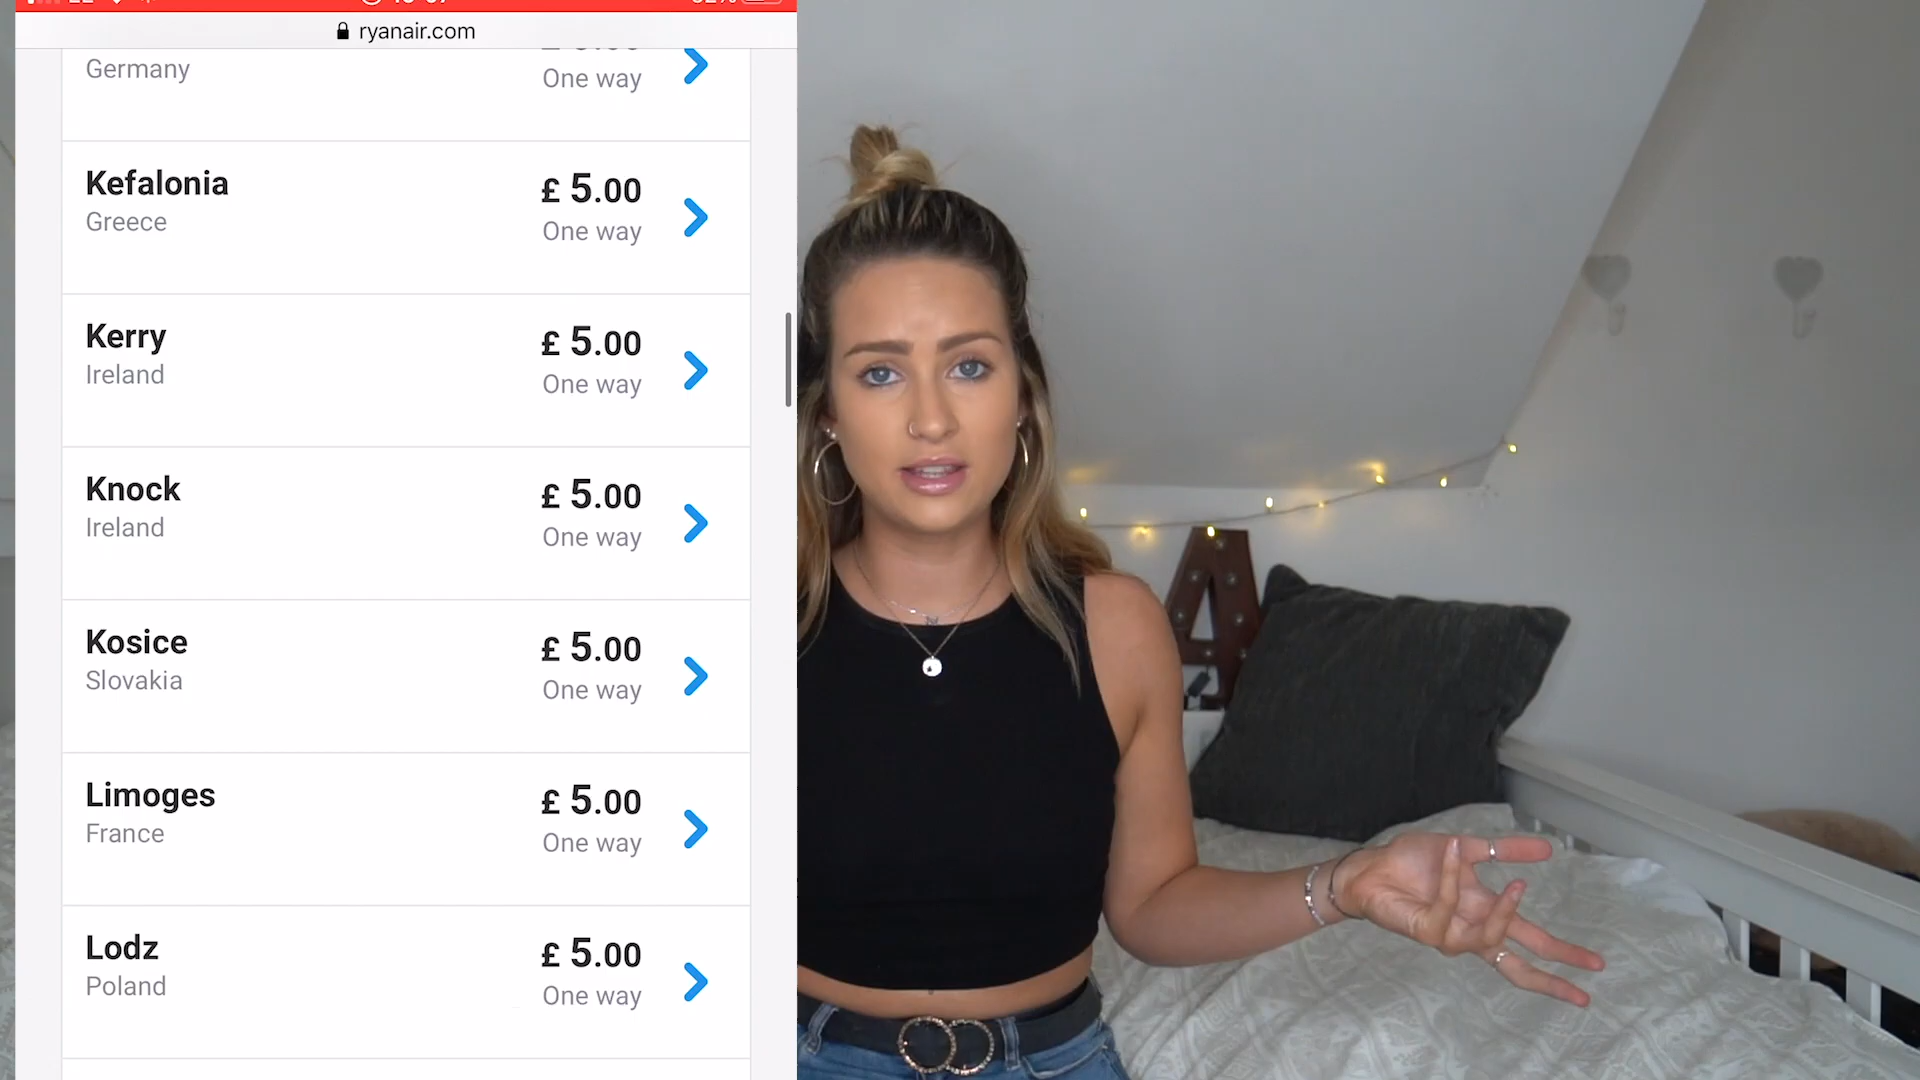 ryanair.com
Germany
One way
Kefalonia
£ 5.00
Greece
One way
Kerry
£ 5.00
Ireland
One way
Knock
£ 5.00
Ireland
One way
Kosice
£ 5.00
Slovakia
One way
Limoges
£ 5.00
France
One way
Lodz
£ 5.00
Poland
One way
A